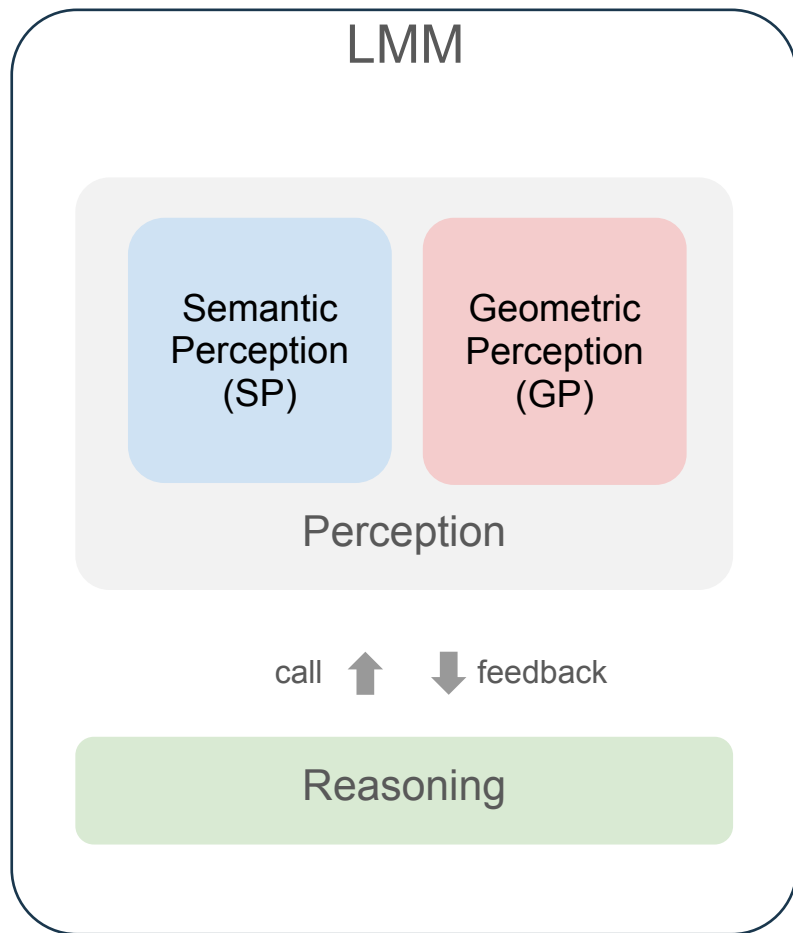 LMM
Semantic
Perception
(SP)
Geometric
Perception
(GP)
Perception
call
feedback
Reasoning